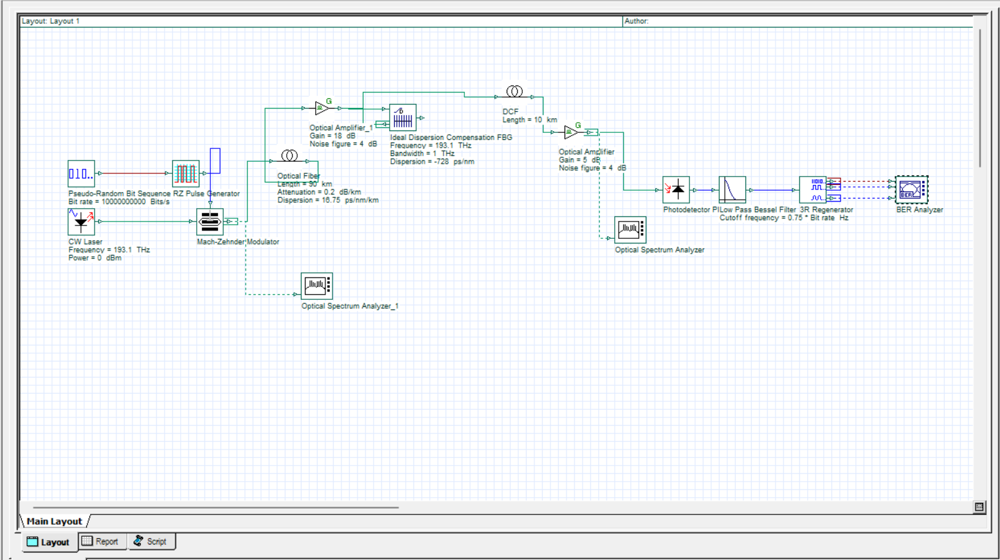 Layout: Layout 1
Author:
G
Optical Amplifier_1
Gain = 18 dB
Noise figure = 4 dB
Ideal Dispersion Compensation FBG
Frequency = 193.1 THz
Bandwidth = 1 THz
Dispersion = -728 ps/nm
DCF
Length = 10 km
G
Optical Amplifier
Gain = 5 dB
Noise figure = 4 dB
Optical Fiber
Length = 90 km
Attenuation = 0.2 dB/km
Dispersion = 16.75 ps/nm/km
010..
Pseudo-Random Bit Sequence RZ Pulse Generator
Bit rate = 10000000000 Bits/s
CW Laser
Frequency = 193.1 THz
Power = 0 dBm
Mach-Zehnder Modulator
Optical Spectrum Analyzer_1
Photodetector PI
Low Pass Bessel Filter
Cutoff frequency = 0.75 * Bit rate Hz
3R Regenerator
BER
BER Analyzer
Optical Spectrum Analyzer
Main Layout
Layout
Report
Script